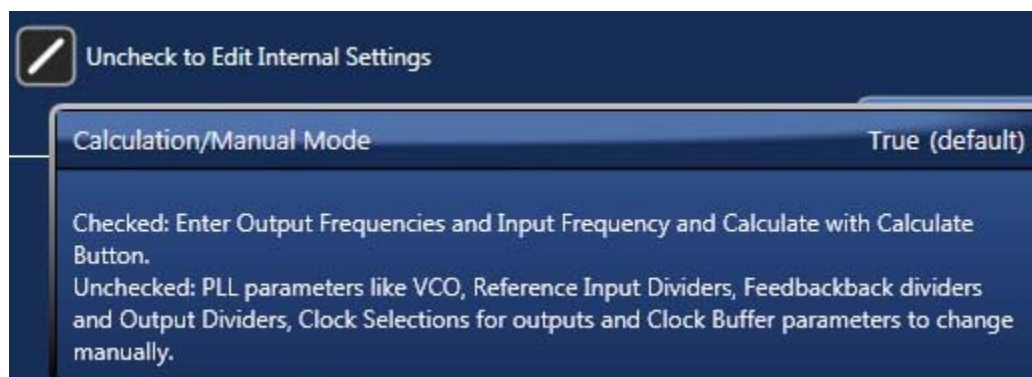 Uncheck to Edit Internal Settings
Calculation/Manual Mode True (default)
Checked: Enter Output Frequencies and Input Frequency and Calculate with Calculate
Button.
Unchecked: PLL parameters like VCO, Reference Input Dividers, Feedbackback dividers
and Output Dividers, Clock Selections for outputs and Clock Buffer parameters to change
manually.